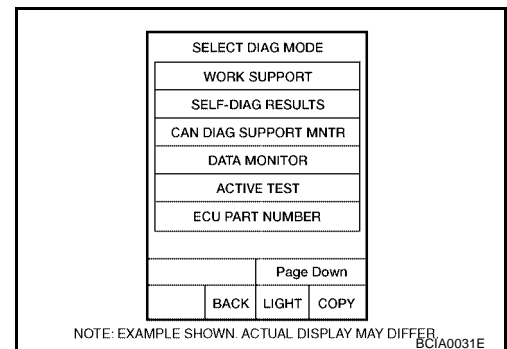 SELECT DIAG MODE
WORK SUPPORT
SELF-DIAG RESULTS
CAN DIAG SUPPORT MNTR
DATA MONITOR
ACTIVE TEST
ECU PART NUMBER
Page Down
BACK LIGHT COPY
NOTE: EXAMPLE SHOWN. ACTUAL DISPLAY MAY DIFFER.
BCIA0031E